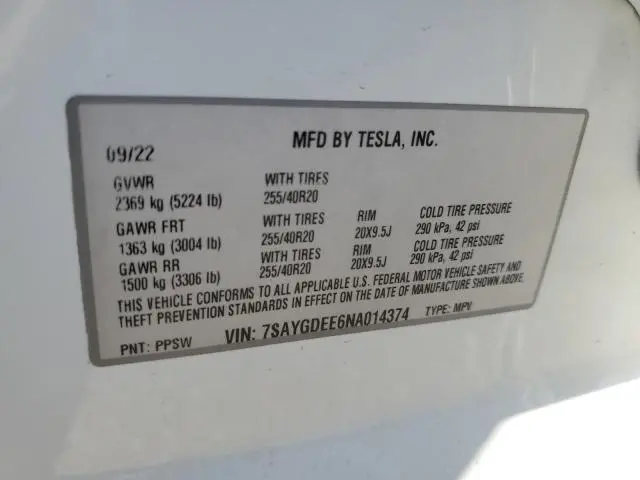 09/22 MFD BY TESLA, INC.
GVWR WITH TIRES
2369 kg (5224 lb) 255/40R20
GAWR FRT WITH TIRES RIM COLD TIRE PRESSURE
1363 kg (3004 lb) 255/40R20 20X9.5J 290 kPa, 42 psi
GAWR RR WITH TIRES RIM COLD TIRE PRESSURE
1500 kg (3306 lb) 255/40R20 20X9.5J 290 kPa, 42 psi
THIS VEHICLE CONFORMS TO ALL APPLICABLE U.S. FEDERAL MOTOR VEHICLE SAFETY AND
THEFT PREVENTION STANDARDS IN EFFECT ON THE DATE OF MANUFACTURE SHOWN ABOVE.
PNT: PPSW VIN: 7SAYGDEE6NA014374 TYPE: MPV